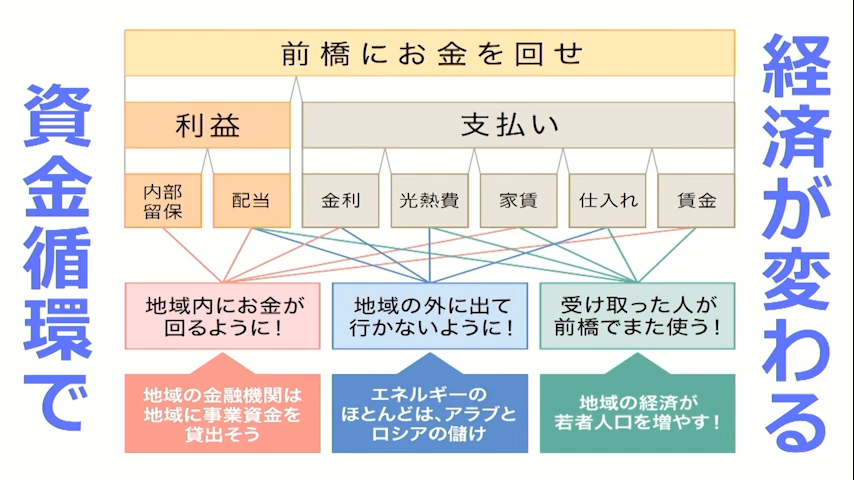 資金循環で
経済が変わる
前橋にお金を回せ
利益
支払い
内部
留保
配当
金利
光熱費
家賃
仕入れ
賃金
地域内にお金が
回るように！
地域の外に出て
行かないように！
受け取った人が
前橋でまた使う！
地域の金融機関は
地域に事業資金を
貸出そう
エネルギーの
ほとんどは、アラブと
ロシアの儲け
地域の経済が
若者人口を増やす！